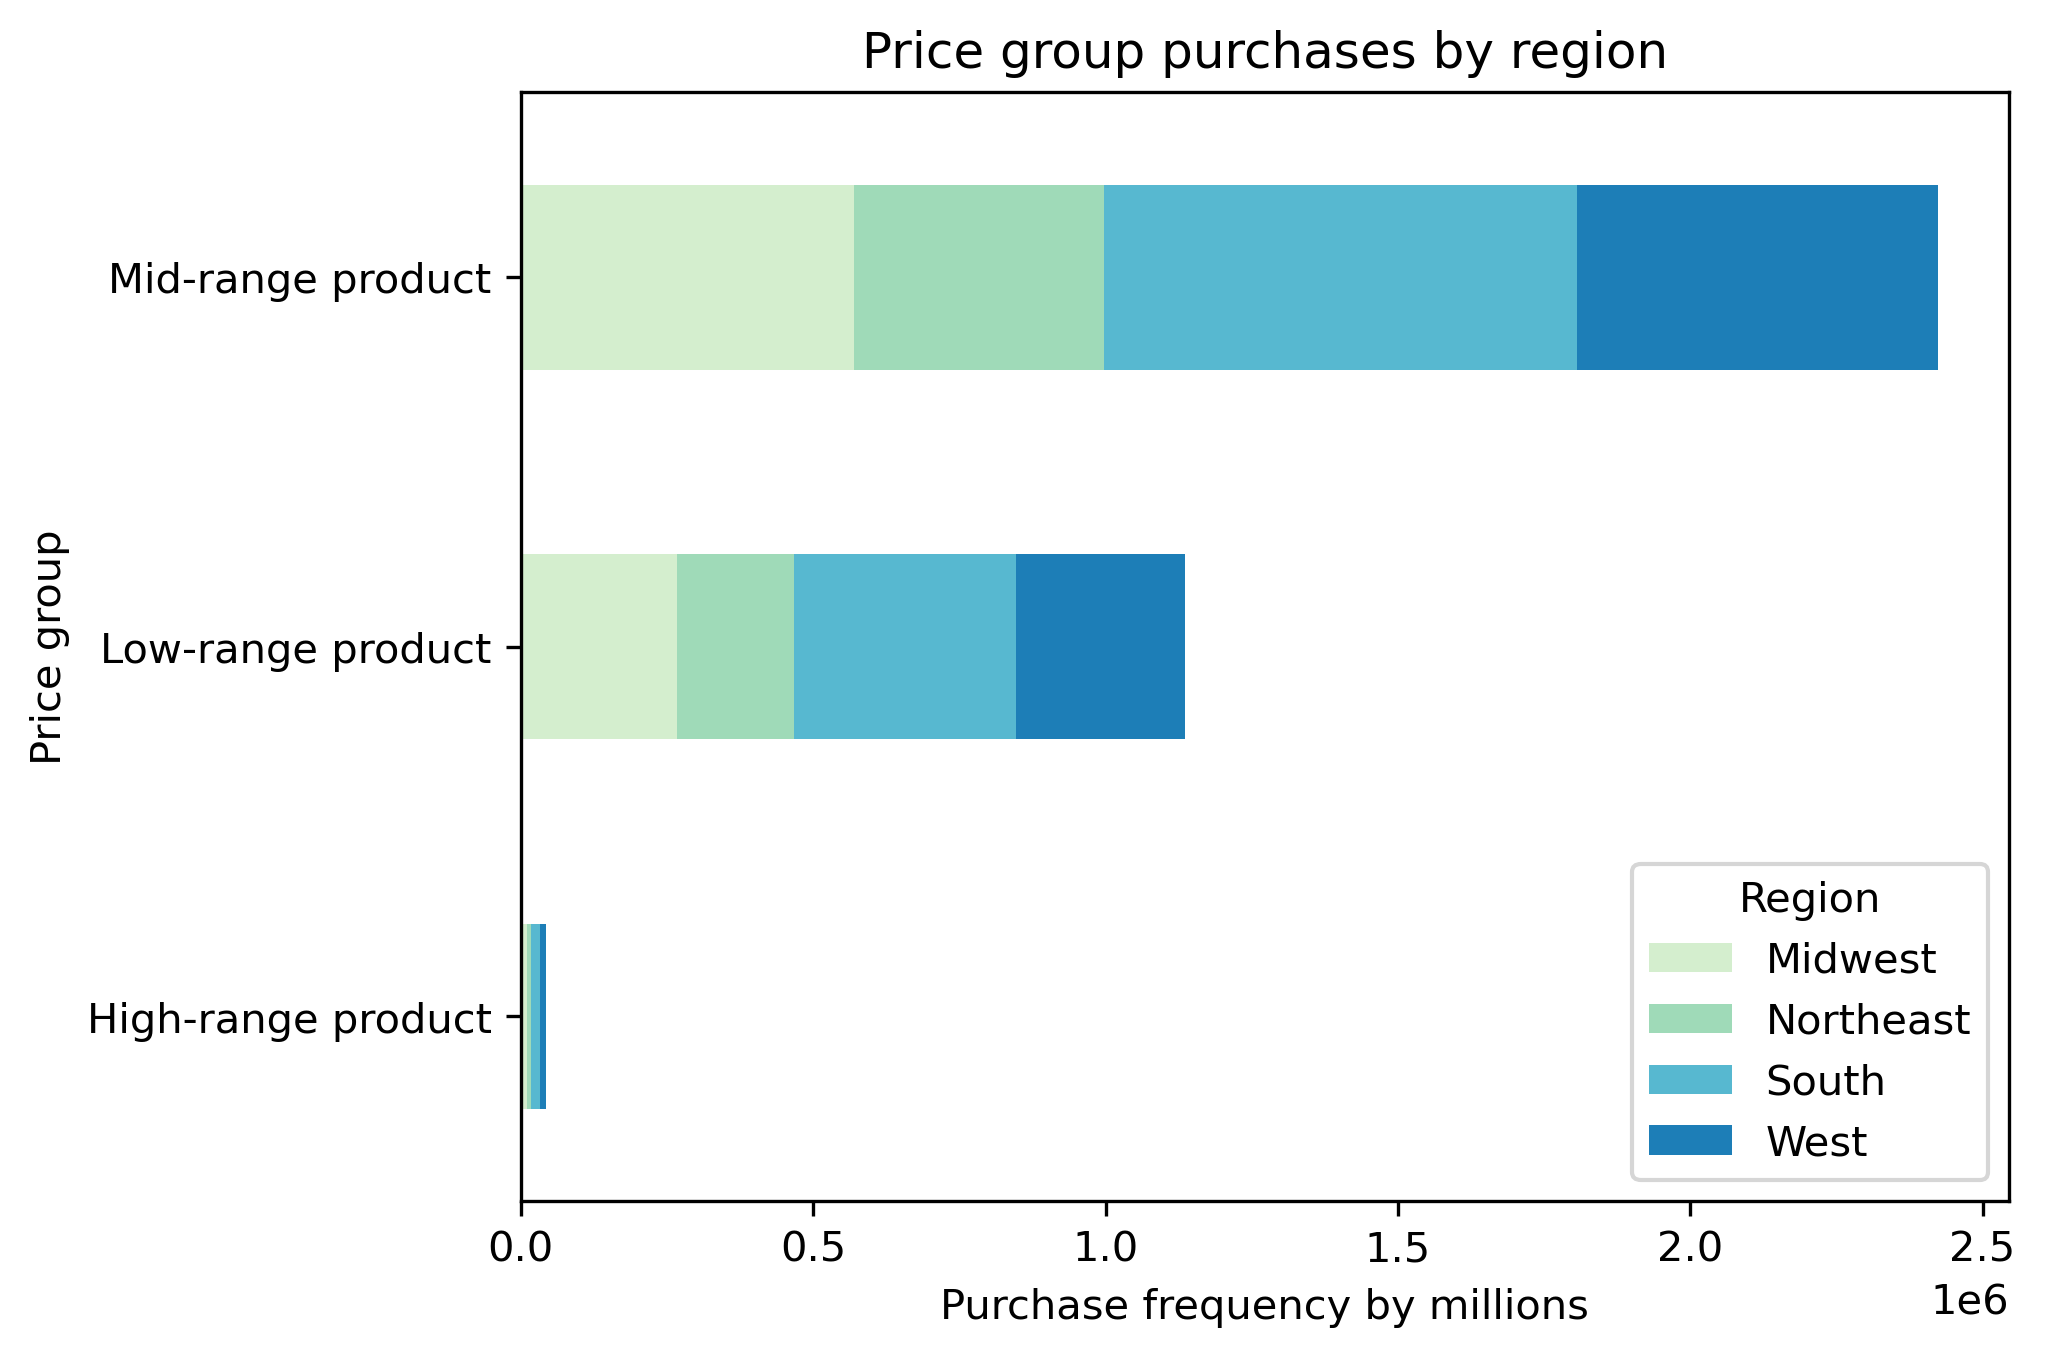 Price group purchases by region
Price group
Mid-range product
Low-range product
High-range product
Region
Midwest
Northeast
South
West
0.0 0.5 1.0 1.5 2.0 2.5
1e6
Purchase frequency by millions